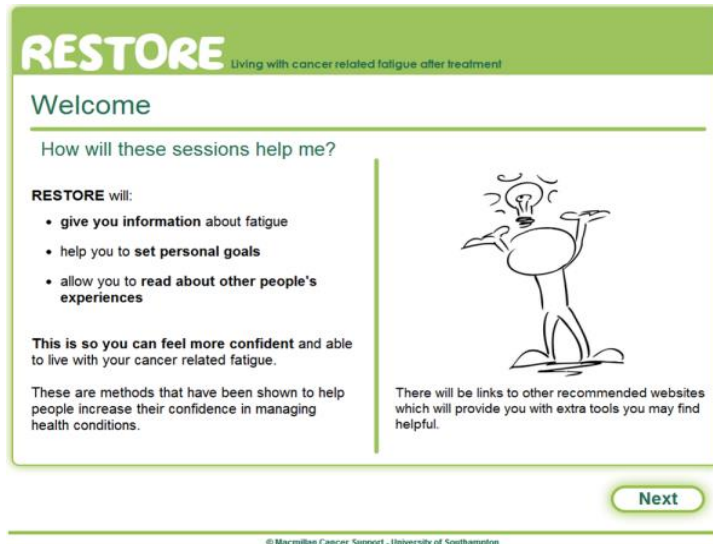 RESTORE Living with cancer related fatigue after treatment
Welcome
How will these sessions help me?
RESTORE will:
• give you information about fatigue
• help you to set personal goals
• allow you to read about other people's
experiences
This is so you can feel more confident and able
to live with your cancer related fatigue.
These are methods that have been shown to help
people increase their confidence in managing
health conditions.
There will be links to other recommended websites
which will provide you with extra tools you may find
helpful.
Next
© Macmillan Cancer Support - University of Southampton